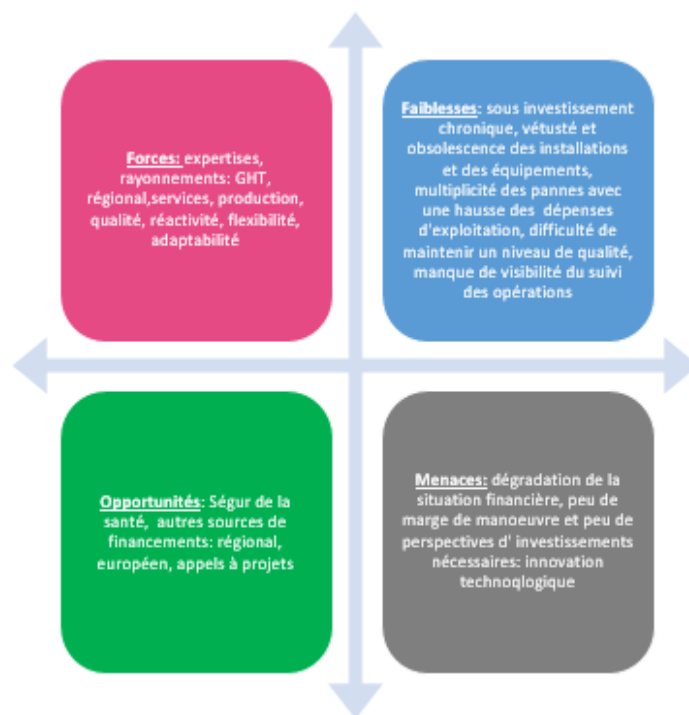 Forces: expertises,
rayonnements: GHT,
régional,services, production,
qualité, réactivité, flexibilité,
adaptabilité
Faiblesses: sous investissement
chronique, vétusté et
obsolescence des installations
et des équipements,
multiplicité des pannes avec
une hausse des dépenses
d'exploitation, difficulté de
maintenir un niveau de qualité,
manque de visibilité du suivi
des opérations
Opportunités: Ségur de la
santé, autres sources de
financements: régional,
européen, appels à projets
Menaces: dégradation de la
situation financière, peu de
marge de manoeuvre et peu de
perspectives d' investissements
nécessaires: innovation
technoqlogique